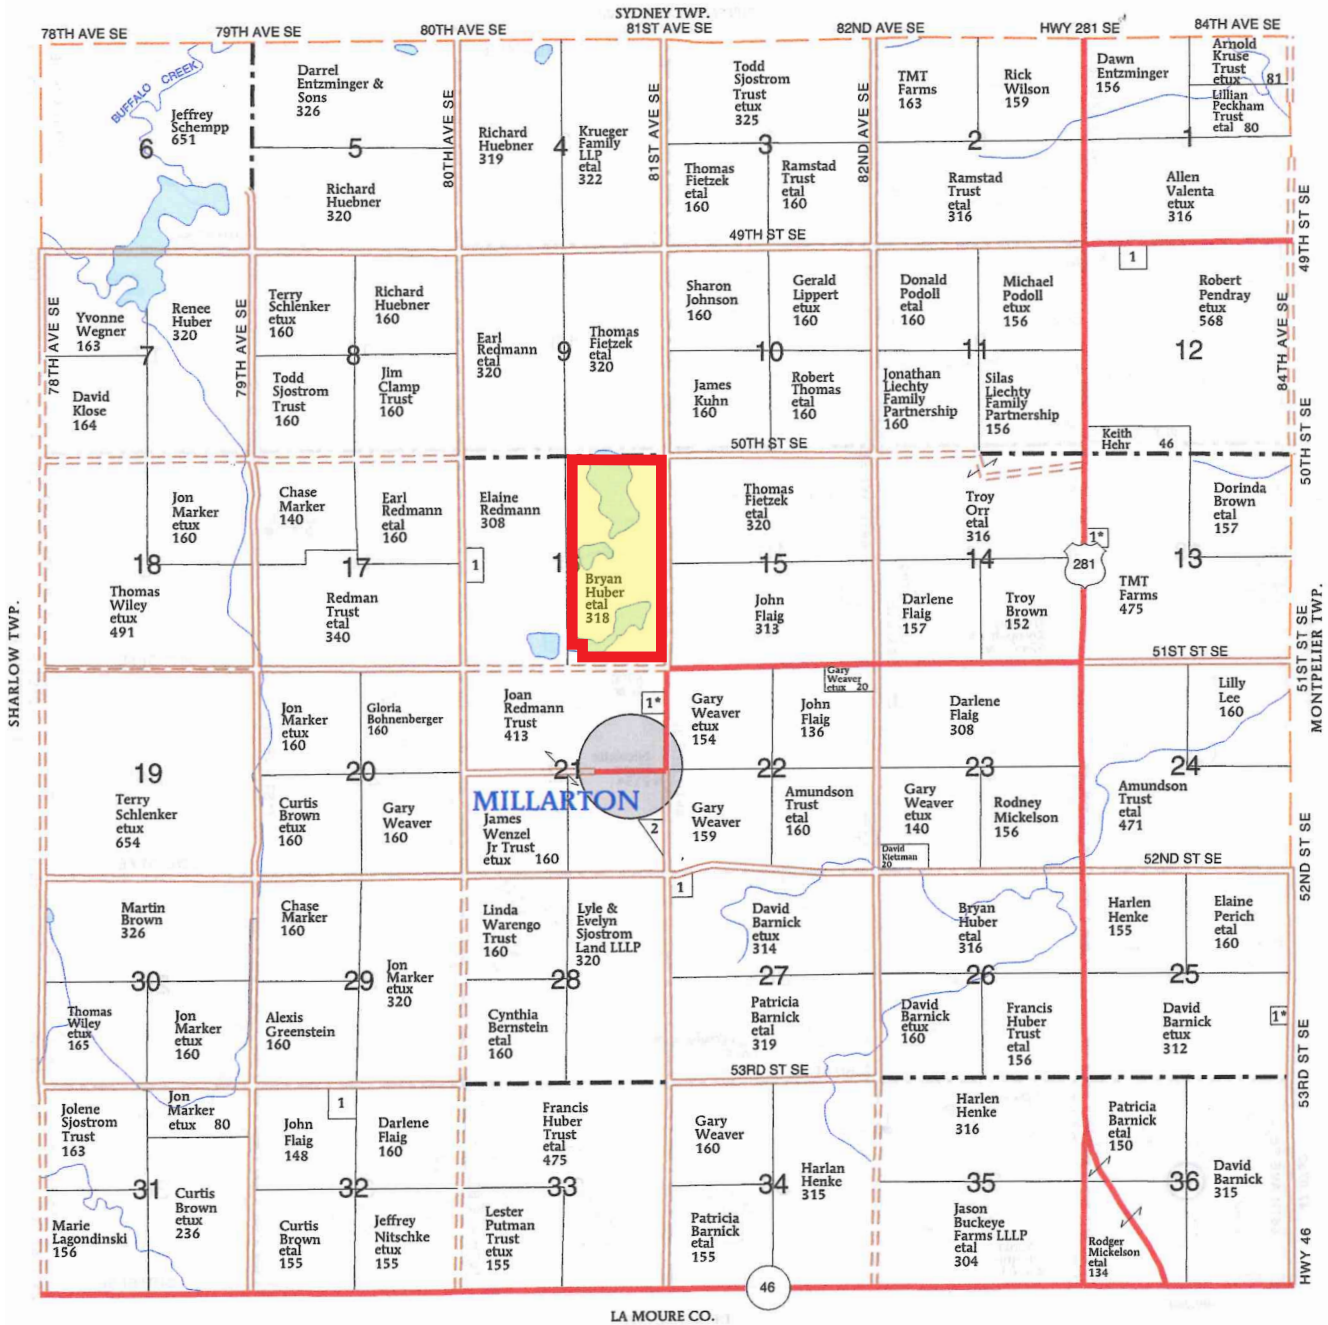 SYDNEY TWP.
78TH AVE SE
79TH AVE SE
80TH AVE SE
81ST AVE SE
82ND AVE SE
HWY 281 SE
84TH AVE SE
BUFFALO CREEK
Jeffrey
Schempp
651
6
Darrel
Entzminger &
Sons
326
5
Richard
Huebner
320
80TH AVE SE
Richard
Huebner
319
4
Krueger
Family
LLP
etal
322
81ST AVE SE
Todd
Sjostrom
Trust
etux
325
3
Thomas
Fietzek
etal
160
Ramstad
Trust
etal
160
82ND AVE SE
TMT
Farms
163
Rick
Wilson
159
2
Ramstad
Trust
etal
316
Dawn
Entzminger
156
Arnold
Kruse
Trust
etux 81
Lillian
Peckham
Trust
etal 80
1
Allen
Valenta
etux
316
49TH ST SE
49TH ST SE
78TH AVE SE
Yvonne
Wegner
163
Renee
Huber
320
7
David
Klose
164
79TH AVE SE
Terry
Schlenker
etux
160
Richard
Huebner
160
8
Todd
Sjostrom
Trust
160
Jim
Clamp
Trust
160
Earl
Redmann
etal
320
9
Thomas
Fietzek
etal
320
Sharon
Johnson
160
Gerald
Lippert
etux
160
10
James
Kuhn
160
Robert
Thomas
etal
160
Donald
Podoll
etal
160
Michael
Podoll
etux
156
11
Jonathan
Liechty
Family
Partnership
160
Silas
Liechty
Family
Partnership
156
1
Robert
Pendray
etux
568
12
84TH AVE SE
Keith
Hehr 46
50TH ST SE
50TH ST SE
Jon
Marker
etux
160
18
Thomas
Wiley
etux
491
Chase
Marker
140
Earl
Redmann
etal
160
17
Redman
Trust
etal
340
Elaine
Redmann
308
1
1
Bryan
Huber
etal
318
Thomas
Fietzek
etal
320
15
John
Flaig
313
Troy
Orr
etal
316
14
Darlene
Flaig
157
Troy
Brown
152
1*
281
Dorinda
Brown
etal
157
13
TMT
Farms
475
51ST ST SE
51ST ST SE
SHARLOW TWP.
MONTPELIER TWP.
19
Terry
Schlenker
etux
654
Jon
Marker
etux
160
Gloria
Bohnenberger
160
20
Curtis
Brown
etux
160
Gary
Weaver
160
Joan
Redmann
Trust
413
1*
21
MILLARTON
James
Wenzel
Jr Trust
etux 160
2
Gary
Weaver
etux
154
John
Flaig
136
Gary
Weaver
etux 20
22
Gary
Weaver
159
Amundson
Trust
etal
160
Darlene
Flaig
308
23
Gary
Weaver
etux
140
Rodney
Mickelson
156
David
Kietzman
20
Lilly
Lee
160
24
Amundson
Trust
etal
471
52ND ST SE
52ND ST SE
Martin
Brown
326
30
Thomas
Wiley
etux
165
Jon
Marker
etux
160
Chase
Marker
160
29
Jon
Marker
etux
320
Alexis
Greenstein
160
Linda
Warengo
Trust
160
Lyle &
Evelyn
Sjostrom
Land LLLP
320
28
Cynthia
Bernstein
etal
160
1
David
Barnick
etux
314
27
Patricia
Barnick
etal
319
Bryan
Huber
etal
316
26
David
Barnick
etux
160
Francis
Huber
Trust
etal
156
Harlen
Henke
155
Elaine
Perich
etal
160
25
David
Barnick
etux
312
1*
53RD ST SE
53RD ST SE
Jolene
Sjostrom
Trust
163
Jon
Marker
etux 80
31
Curtis
Brown
etux
236
Marie
Lagondinski
156
John
Flaig
148
1
Darlene
Flaig
160
32
Curtis
Brown
etal
155
Jeffrey
Nitschke
etux
155
Francis
Huber
Trust
etal
475
33
Lester
Putman
Trust
etux
155
Gary
Weaver
160
34
Harlan
Henke
315
Patricia
Barnick
etal
155
Harlen
Henke
316
35
Jason
Buckeye
Farms LLLP
etal
304
Patricia
Barnick
etal
150
36
David
Barnick
315
Rodger
Mickelson
etal
134
HWY 46
46
LA MOURE CO.